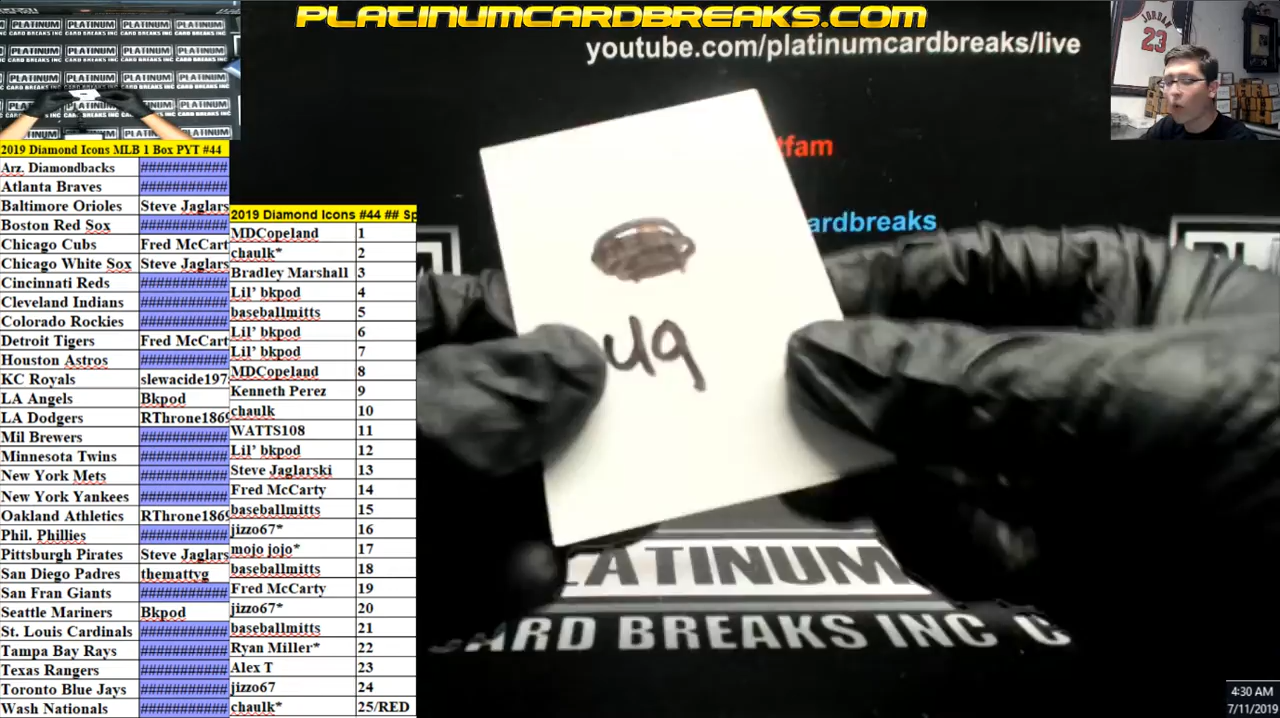 PLATINUMCARDBREAKS.COM
youtube.com/platinumcardbreaks/live
tfam
ardbreaks
JORDAN
23
49
PLATINUM
CARD BREAKS INC C
2019 Diamond Icons MLB 1 Box PYT #44
Arz. Diamondbacks ###########
Atlanta Braves ###########
Baltimore Orioles Steve Jaglars
Boston Red Sox ###########
Chicago Cubs Fred McCart
Chicago White Sox Steve Jaglars
Cincinnati Reds ###########
Cleveland Indians ###########
Colorado Rockies ###########
Detroit Tigers Fred McCart
Houston Astros ###########
KC Royals slewacide197
LA Angels Bkpod
LA Dodgers RThrone1869
Mil Brewers ###########
Minnesota Twins ###########
New York Mets ###########
New York Yankees ###########
Oakland Athletics RThrone1869
Phil. Phillies ###########
Pittsburgh Pirates Steve Jaglars
San Diego Padres themattyg
San Fran Giants ###########
Seattle Mariners Bkpod
St. Louis Cardinals ###########
Tampa Bay Rays ###########
Texas Rangers ###########
Toronto Blue Jays ###########
Wash Nationals ###########
2019 Diamond Icons #44 ## Sp
MDCopeland 1
chaulk* 2
Bradley Marshall 3
Lil' bkpod 4
baseballmitts 5
Lil' bkpod 6
Lil' bkpod 7
MDCopeland 8
Kenneth Perez 9
chaulk 10
WATTS108 11
Lil' bkpod 12
Steve Jaglarski 13
Fred McCarty 14
baseballmitts 15
jizzo67* 16
mojo jojo* 17
baseballmitts 18
Fred McCarty 19
jizzo67* 20
baseballmitts 21
Ryan Miller* 22
Alex T 23
jizzo67 24
chaulk* 25/RED
4:30 AM
7/11/2019